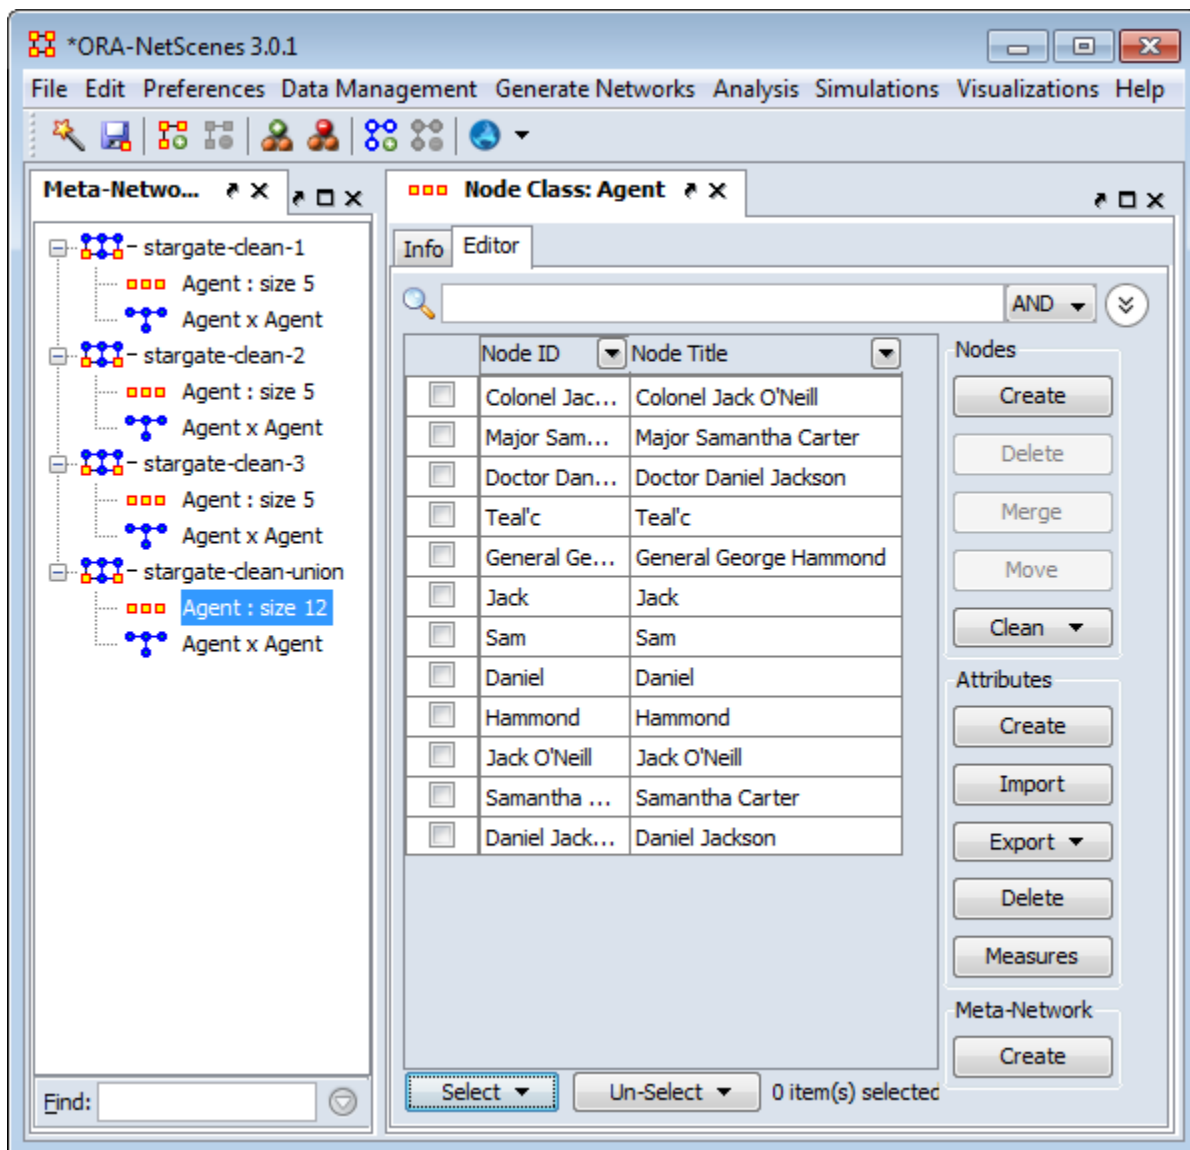 *ORA-NetScenes 3.0.1
File Edit Preferences Data Management Generate Networks Analysis Simulations Visualizations Help
Meta-Netwo...
stargate-clean-1
Agent : size 5
Agent x Agent
stargate-clean-2
Agent : size 5
Agent x Agent
stargate-clean-3
Agent : size 5
Agent x Agent
stargate-clean-union
Agent : size 12
Agent x Agent
Find:
Node Class: Agent
Info Editor
AND
Node ID Node Title
Colonel Jac... Colonel Jack O'Neill
Major Sam... Major Samantha Carter
Doctor Dan... Doctor Daniel Jackson
Teal'c Teal'c
General Ge... General George Hammond
Jack Jack
Sam Sam
Daniel Daniel
Hammond Hammond
Jack O'Neill Jack O'Neill
Samantha ... Samantha Carter
Daniel Jack... Daniel Jackson
Select Un-Select 0 item(s) selected
Nodes
Create
Delete
Merge
Move
Clean
Attributes
Create
Import
Export
Delete
Measures
Meta-Network
Create